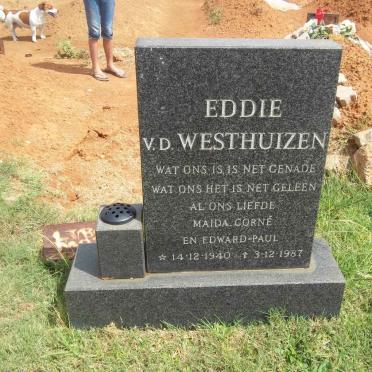 EDDIE
V.D. WESTHUIZEN
WAT ONS IS, IS NET GENADE
WAT ONS HET IS NET GELEEN
AL ONS LIEFDE
MAIDA, CORNÉ
EN EDWARD-PAUL
☆ 14·12·1940 ✝ 3·12·1987